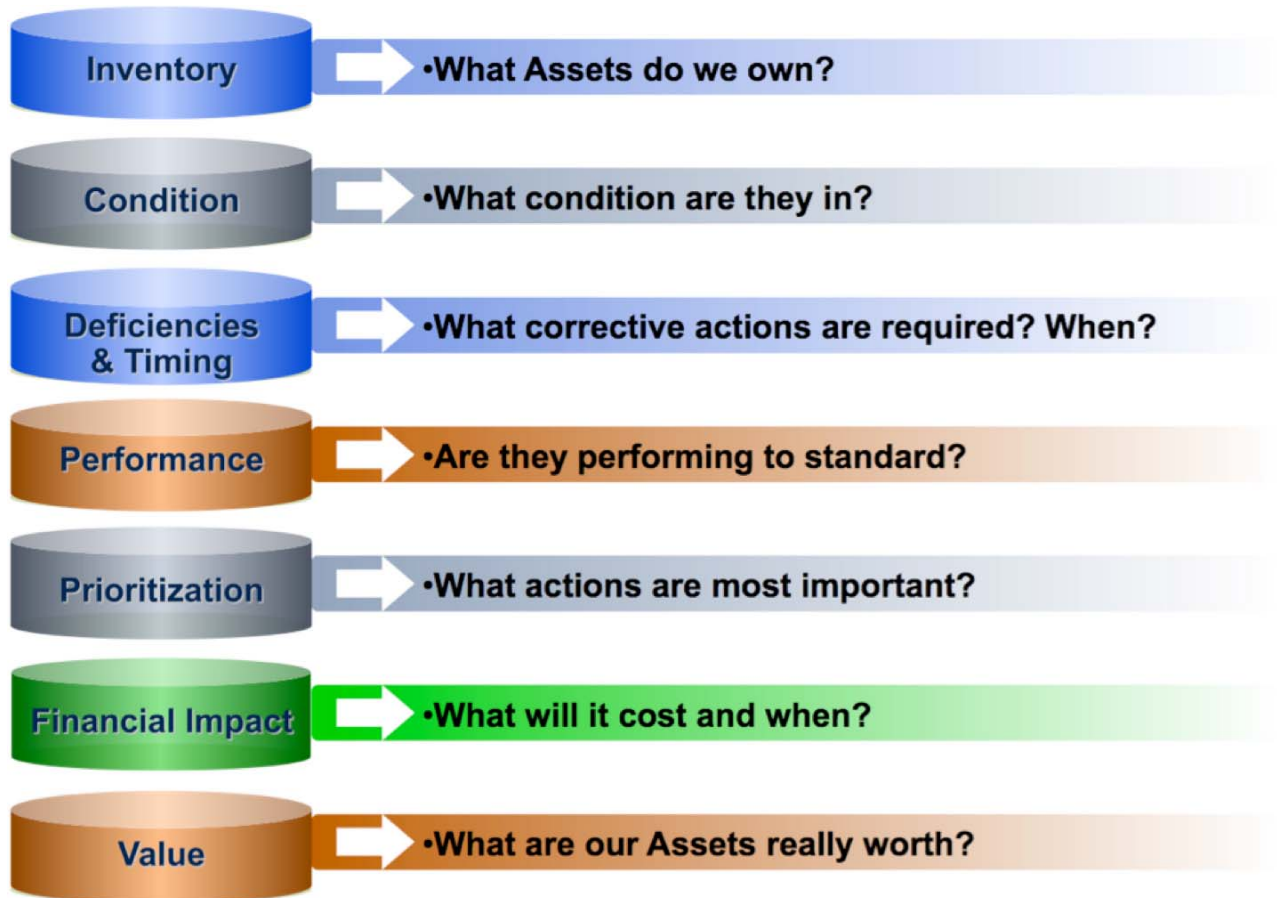 Inventory
•What Assets do we own?
Condition
•What condition are they in?
Deficiencies
& Timing
•What corrective actions are required? When?
Performance
•Are they performing to standard?
Prioritization
•What actions are most important?
Financial Impact
•What will it cost and when?
Value
•What are our Assets really worth?